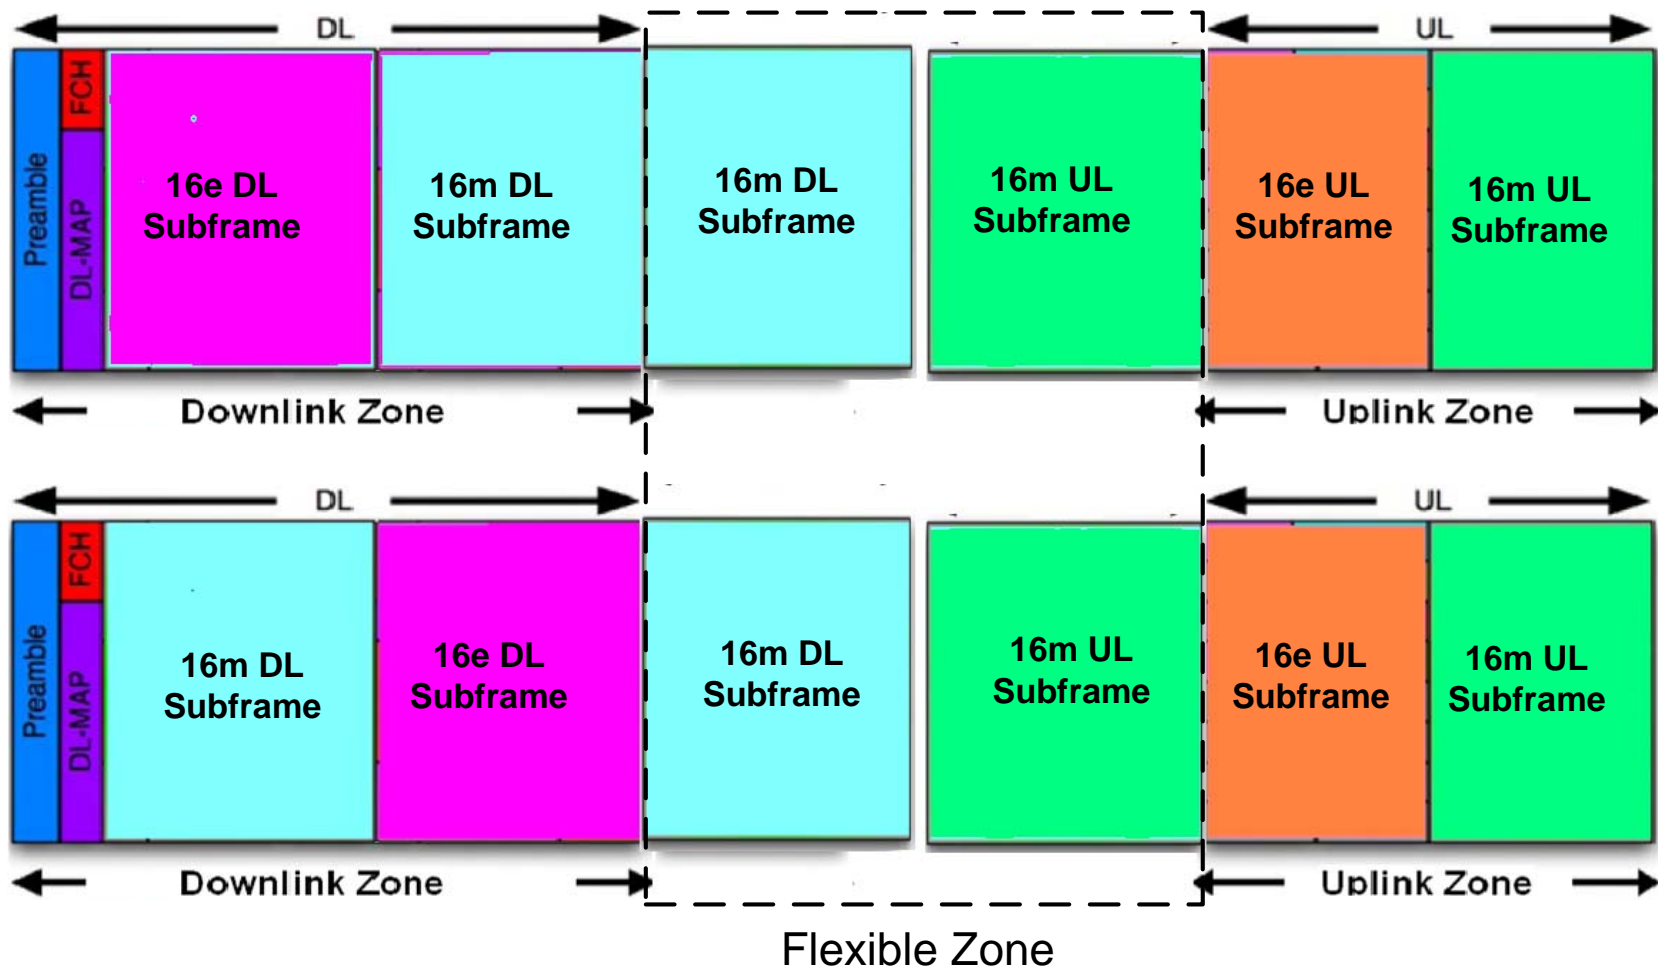 DL
UL
Preamble
FCH
DL-MAP
16e DL
Subframe
16m DL
Subframe
16m DL
Subframe
16m UL
Subframe
16e UL
Subframe
16m UL
Subframe
Downlink Zone
Uplink Zone
DL
UL
Preamble
FCH
DL-MAP
16m DL
Subframe
16e DL
Subframe
16m DL
Subframe
16m UL
Subframe
16e UL
Subframe
16m UL
Subframe
Downlink Zone
Uplink Zone
Flexible Zone